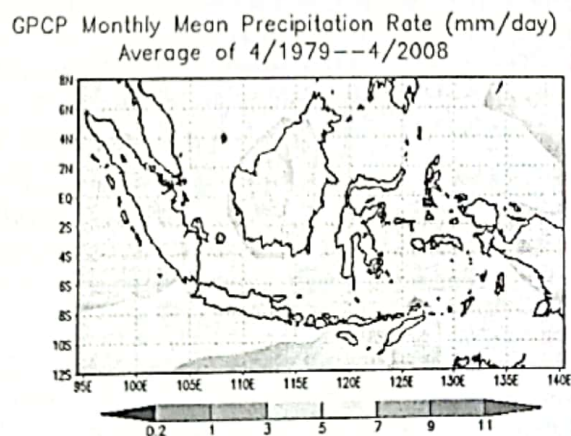 GPCP Monthly Mean Precipitation Rate (mm/day)
Average of 4/1979--4/2008
8N
6N
4N
2N
EQ
2S
4S
6S
8S
10S
12S
95E 100E 105E 110E 115E 120E 125E 130E 135E 140E
0.2 1 3 5 7 9 11